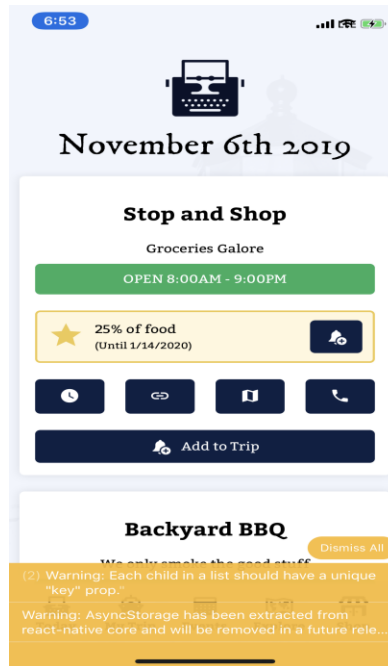 6:53
November 6th 2019
Stop and Shop
Groceries Galore
OPEN 8:00AM - 9:00PM
25% of food
(Until 1/14/2020)
Add to Trip
Backyard BBQ
Dismiss All
We only smoke the good stuff
(2) Warning: Each child in a list should have a unique
"key" prop.
Warning: AsyncStorage has been extracted from
react-native core and will be removed in a future rele...